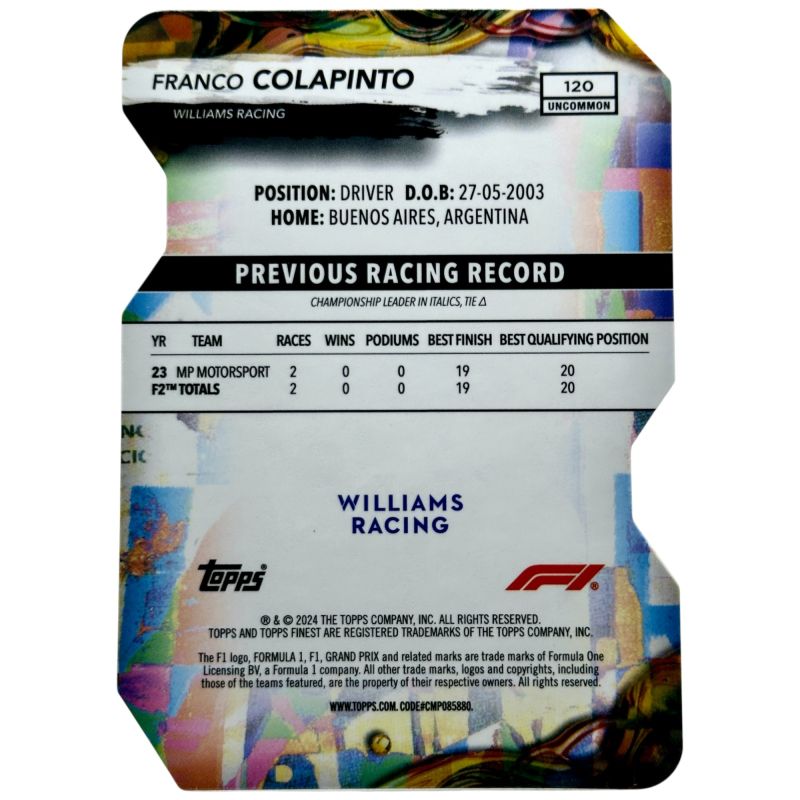 FRANCO COLAPINTO
WILLIAMS RACING
120
UNCOMMON
POSITION: DRIVER D.O.B: 27-05-2003
HOME: BUENOS AIRES, ARGENTINA
PREVIOUS RACING RECORD
CHAMPIONSHIP LEADER IN ITALICS, TIE Δ
YR TEAM RACES WINS PODIUMS BEST FINISH BEST QUALIFYING POSITION
23 MP MOTORSPORT 2 0 0 19 20
F2™ TOTALS 2 0 0 19 20
NK
CK
WILLIAMS
RACING
Topps®
F1®
® & © 2024 THE TOPPS COMPANY, INC. ALL RIGHTS RESERVED.
TOPPS AND TOPPS FINEST ARE REGISTERED TRADEMARKS OF THE TOPPS COMPANY, INC.
The F1 logo, FORMULA 1, F1, GRAND PRIX and related marks are trade marks of Formula One
Licensing BV, a Formula 1 company. All other trade marks, logos and copyrights, including
those of the teams featured, are the property of their respective owners. All rights reserved.
WWW.TOPPS.COM. CODE#CMP085880.